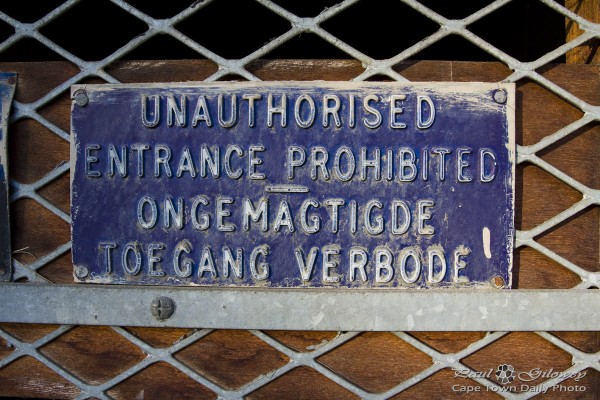 UNAUTHORISED
ENTRANCE PROHIBITED
ONGEMAGTIGDE
TOEGANG VERBODE
Paul Gilowey
Cape Town Daily Photo